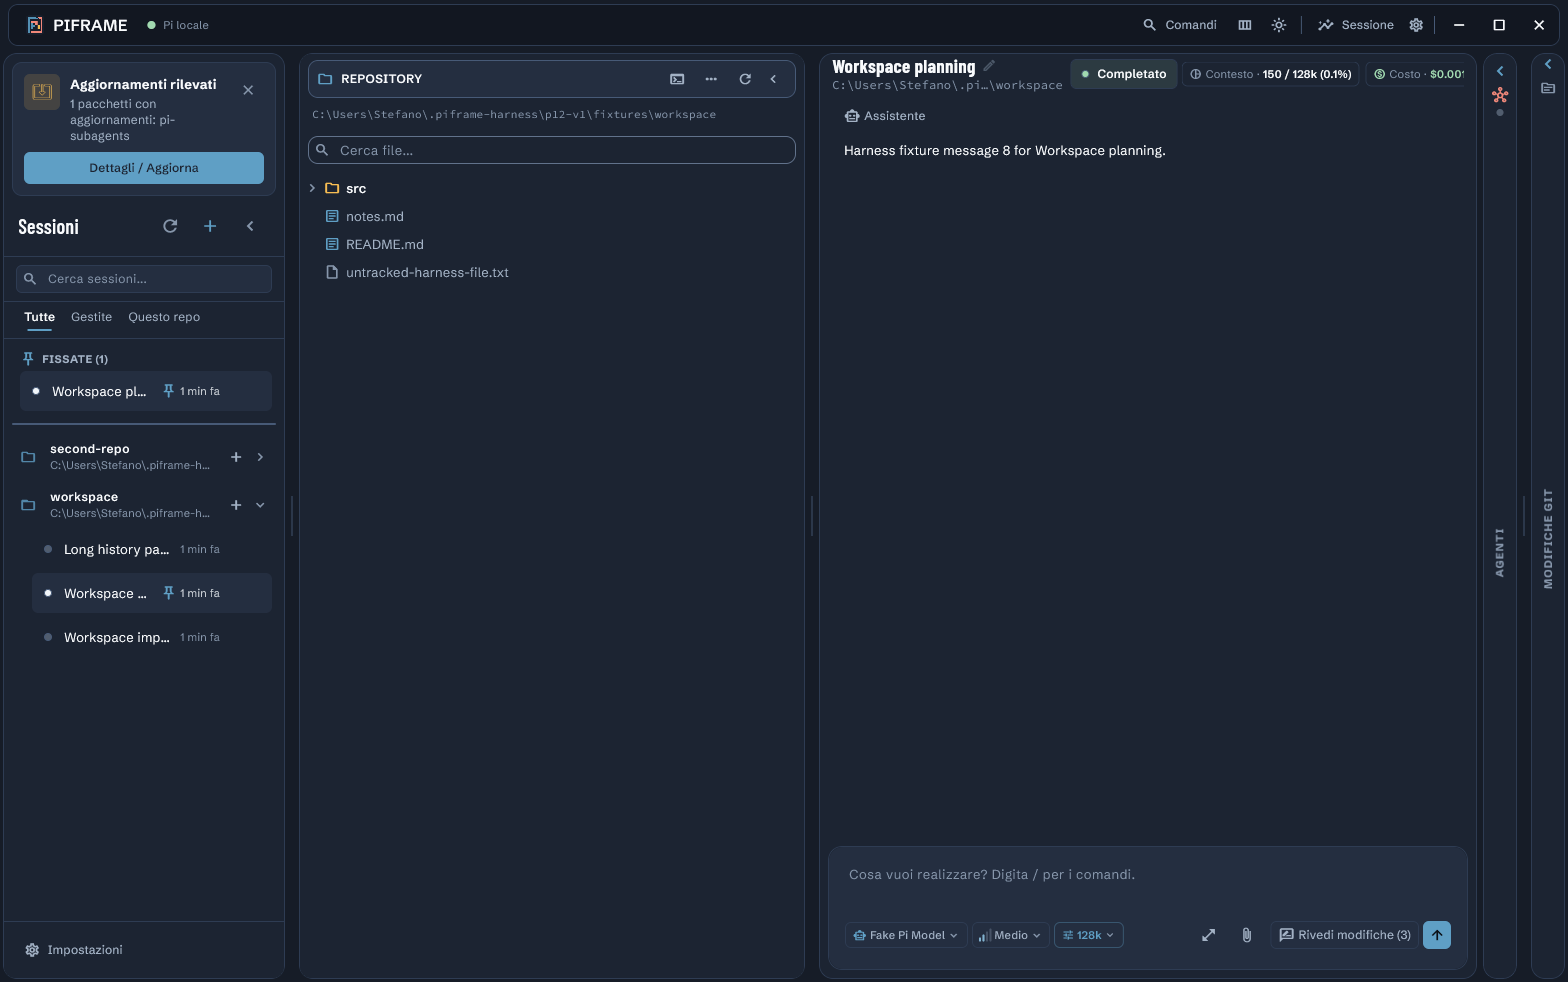 PIFRAME
Pi locale
Comandi
Sessione
Aggiornamenti rilevati
1 pacchetti con
aggiornamenti: pi-
subagents
Dettagli / Aggiorna
Sessioni
Cerca sessioni...
Tutte
Gestite
Questo repo
FISSATE (1)
Workspace pl...
1 min fa
second-repo
C:\Users\Stefano\.piframe-h...
workspace
C:\Users\Stefano\.piframe-h...
Long history pa...
1 min fa
Workspace ...
1 min fa
Workspace imp...
1 min fa
Impostazioni
REPOSITORY
C:\Users\Stefano\.piframe-harness\p12-v1\fixtures\workspace
Cerca file...
src
notes.md
README.md
untracked-harness-file.txt
Workspace planning
C:\Users\Stefano\.pi…\workspace
Completato
Contesto · 150 / 128k (0.1%)
Costo · $0.001
Assistente
Harness fixture message 8 for Workspace planning.
Cosa vuoi realizzare? Digita / per i comandi.
Fake Pi Model
Medio
128k
Rivedi modifiche (3)
AGENTI
MODIFICHE GIT